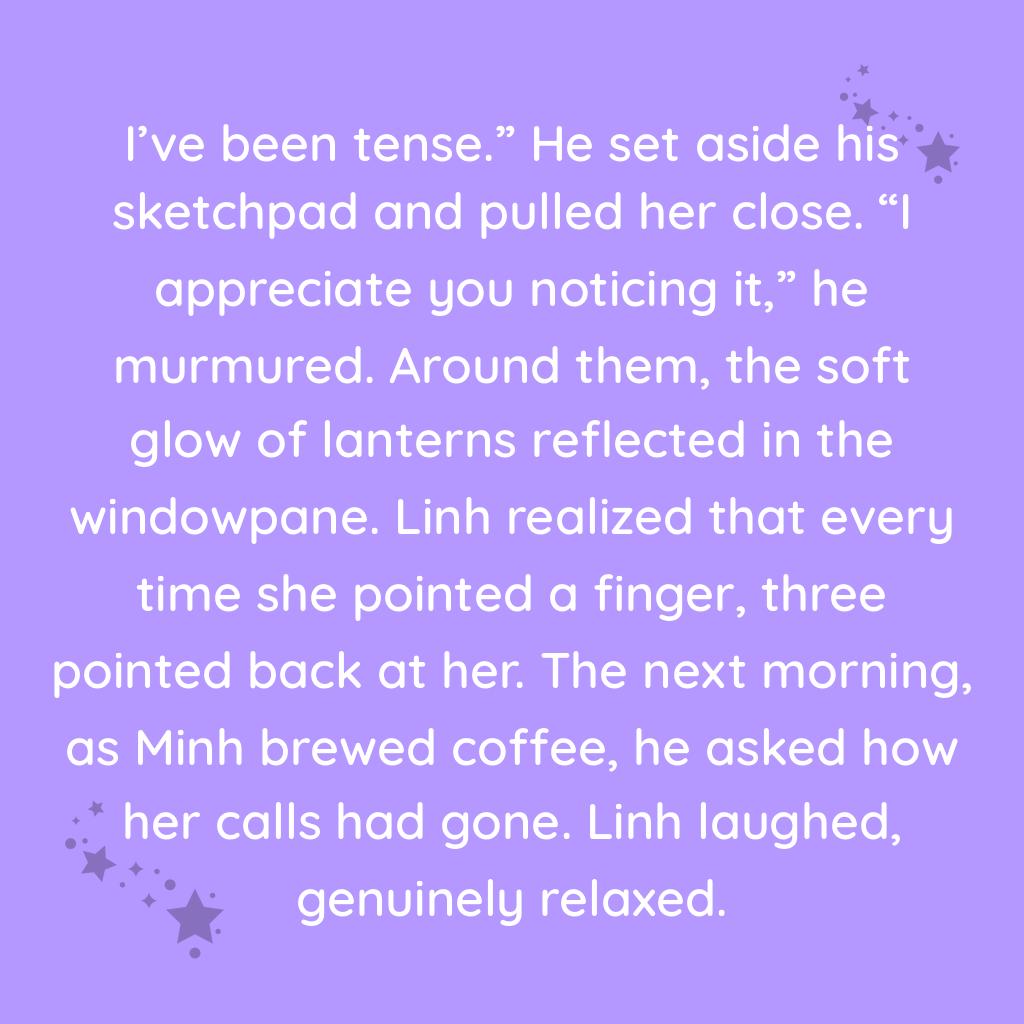 I’ve been tense.” He set aside his
sketchpad and pulled her close. “I
appreciate you noticing it,” he
murmured. Around them, the soft
glow of lanterns reflected in the
windowpane. Linh realized that every
time she pointed a finger, three
pointed back at her. The next morning,
as Minh brewed coffee, he asked how
her calls had gone. Linh laughed,
genuinely relaxed.